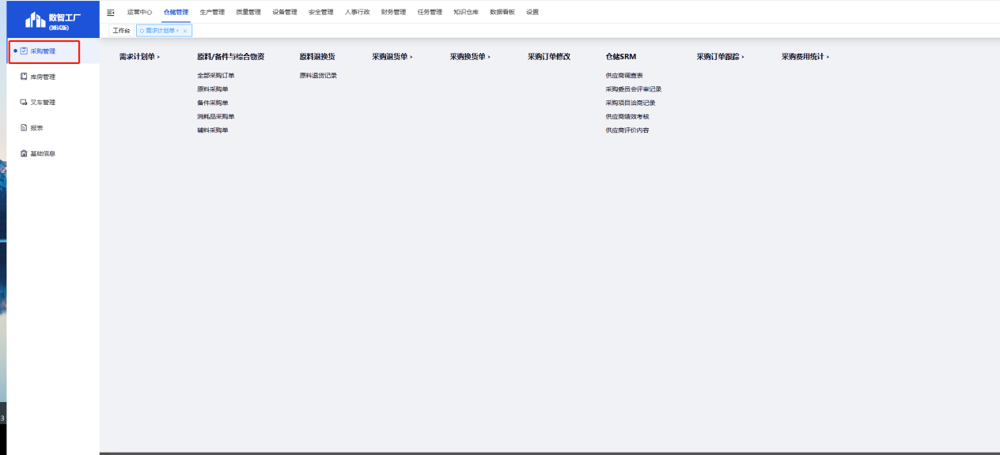 数智工厂
(测试版)
运营中心 仓储管理 生产管理 质量管理 设备管理 安全管理 人事行政 财务管理 任务管理 知识仓库 数据看板 设置
工作台 需求计划单 ×
采购管理
库房管理
叉车管理
报表
基础信息
需求计划单 ›
原料/备件与综合物资
全部采购订单
原料采购单
备件采购单
消耗品采购单
辅料采购单
原料退换货
原料退货记录
采购退货单 ›
采购换货单 ›
采购订单修改
仓储SRM
供应商调查表
采购委员会评审记录
采购项目洽商记录
供应商绩效考核
供应商评价内容
采购订单跟踪 ›
采购费用统计 ›
3